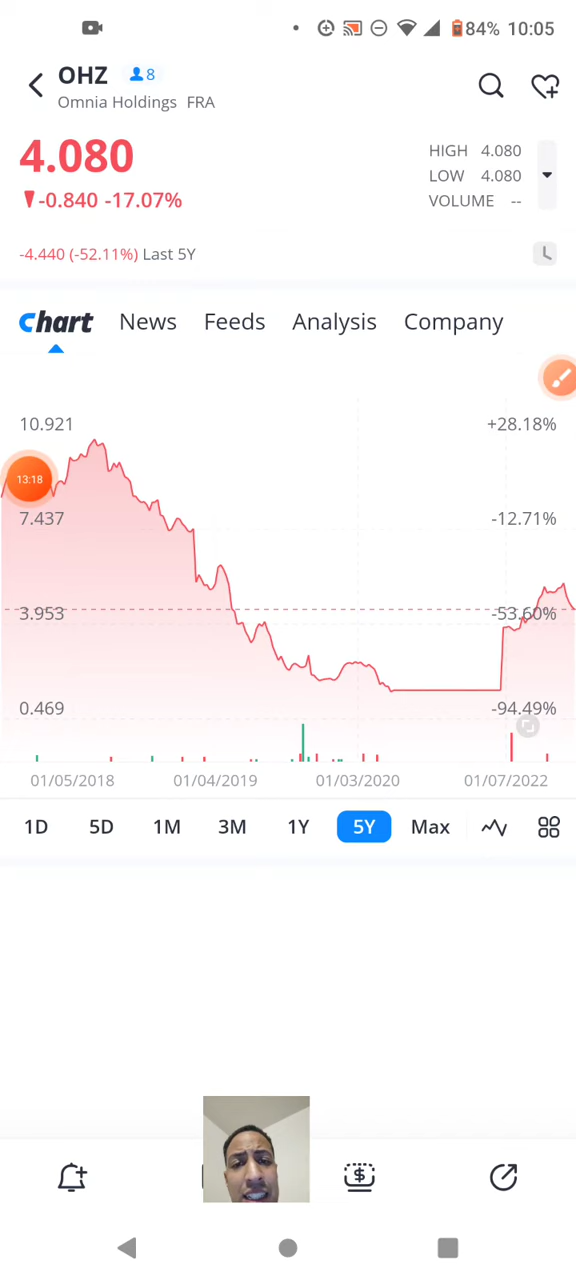 84% 10:05
OHZ 8
Omnia Holdings FRA
4.080
-0.840 -17.07%
HIGH 4.080
LOW 4.080
VOLUME --
-4.440 (-52.11%) Last 5Y
Chart News Feeds Analysis Company
10.921 +28.18%
13:18
7.437 -12.71%
3.953 -53.60%
0.469 -94.49%
01/05/2018 01/04/2019 01/03/2020 01/07/2022
1D 5D 1M 3M 1Y 5Y Max